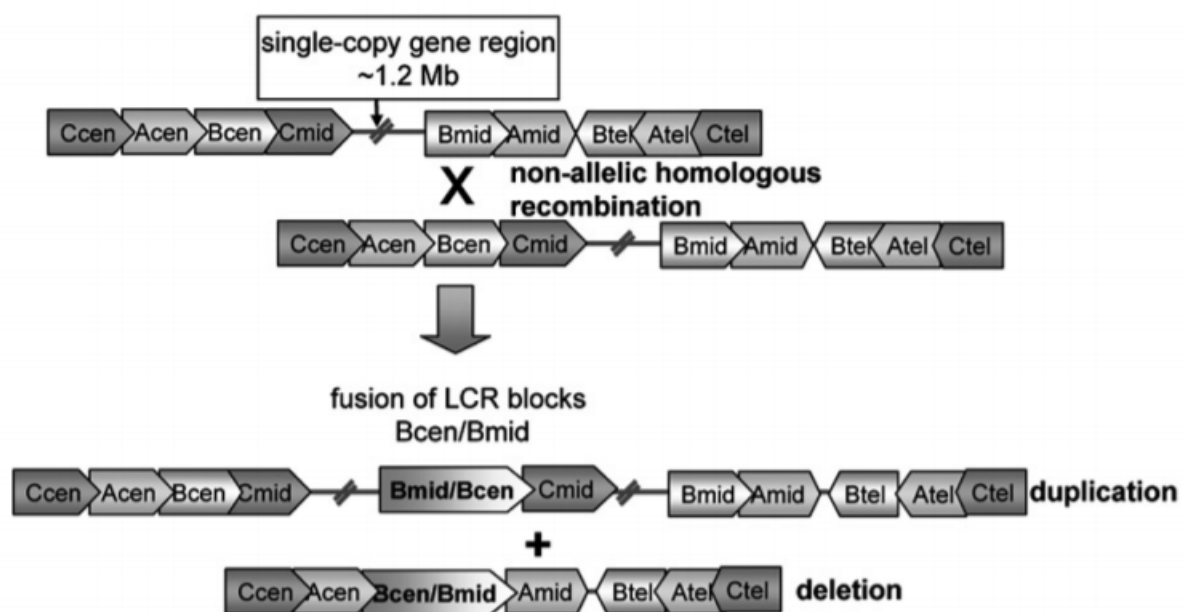 single-copy gene region
~1.2 Mb
Ccen Acen Bcen Cmid Bmid Amid Btel Atel Ctel
X non-allelic homologous
recombination
Ccen Acen Bcen Cmid Bmid Amid Btel Atel Ctel
fusion of LCR blocks
Bcen/Bmid
Ccen Acen Bcen Cmid Bmid/Bcen Cmid Bmid Amid Btel Atel Ctel duplication
+
Ccen Acen Bcen/Bmid Amid Btel Atel Ctel deletion